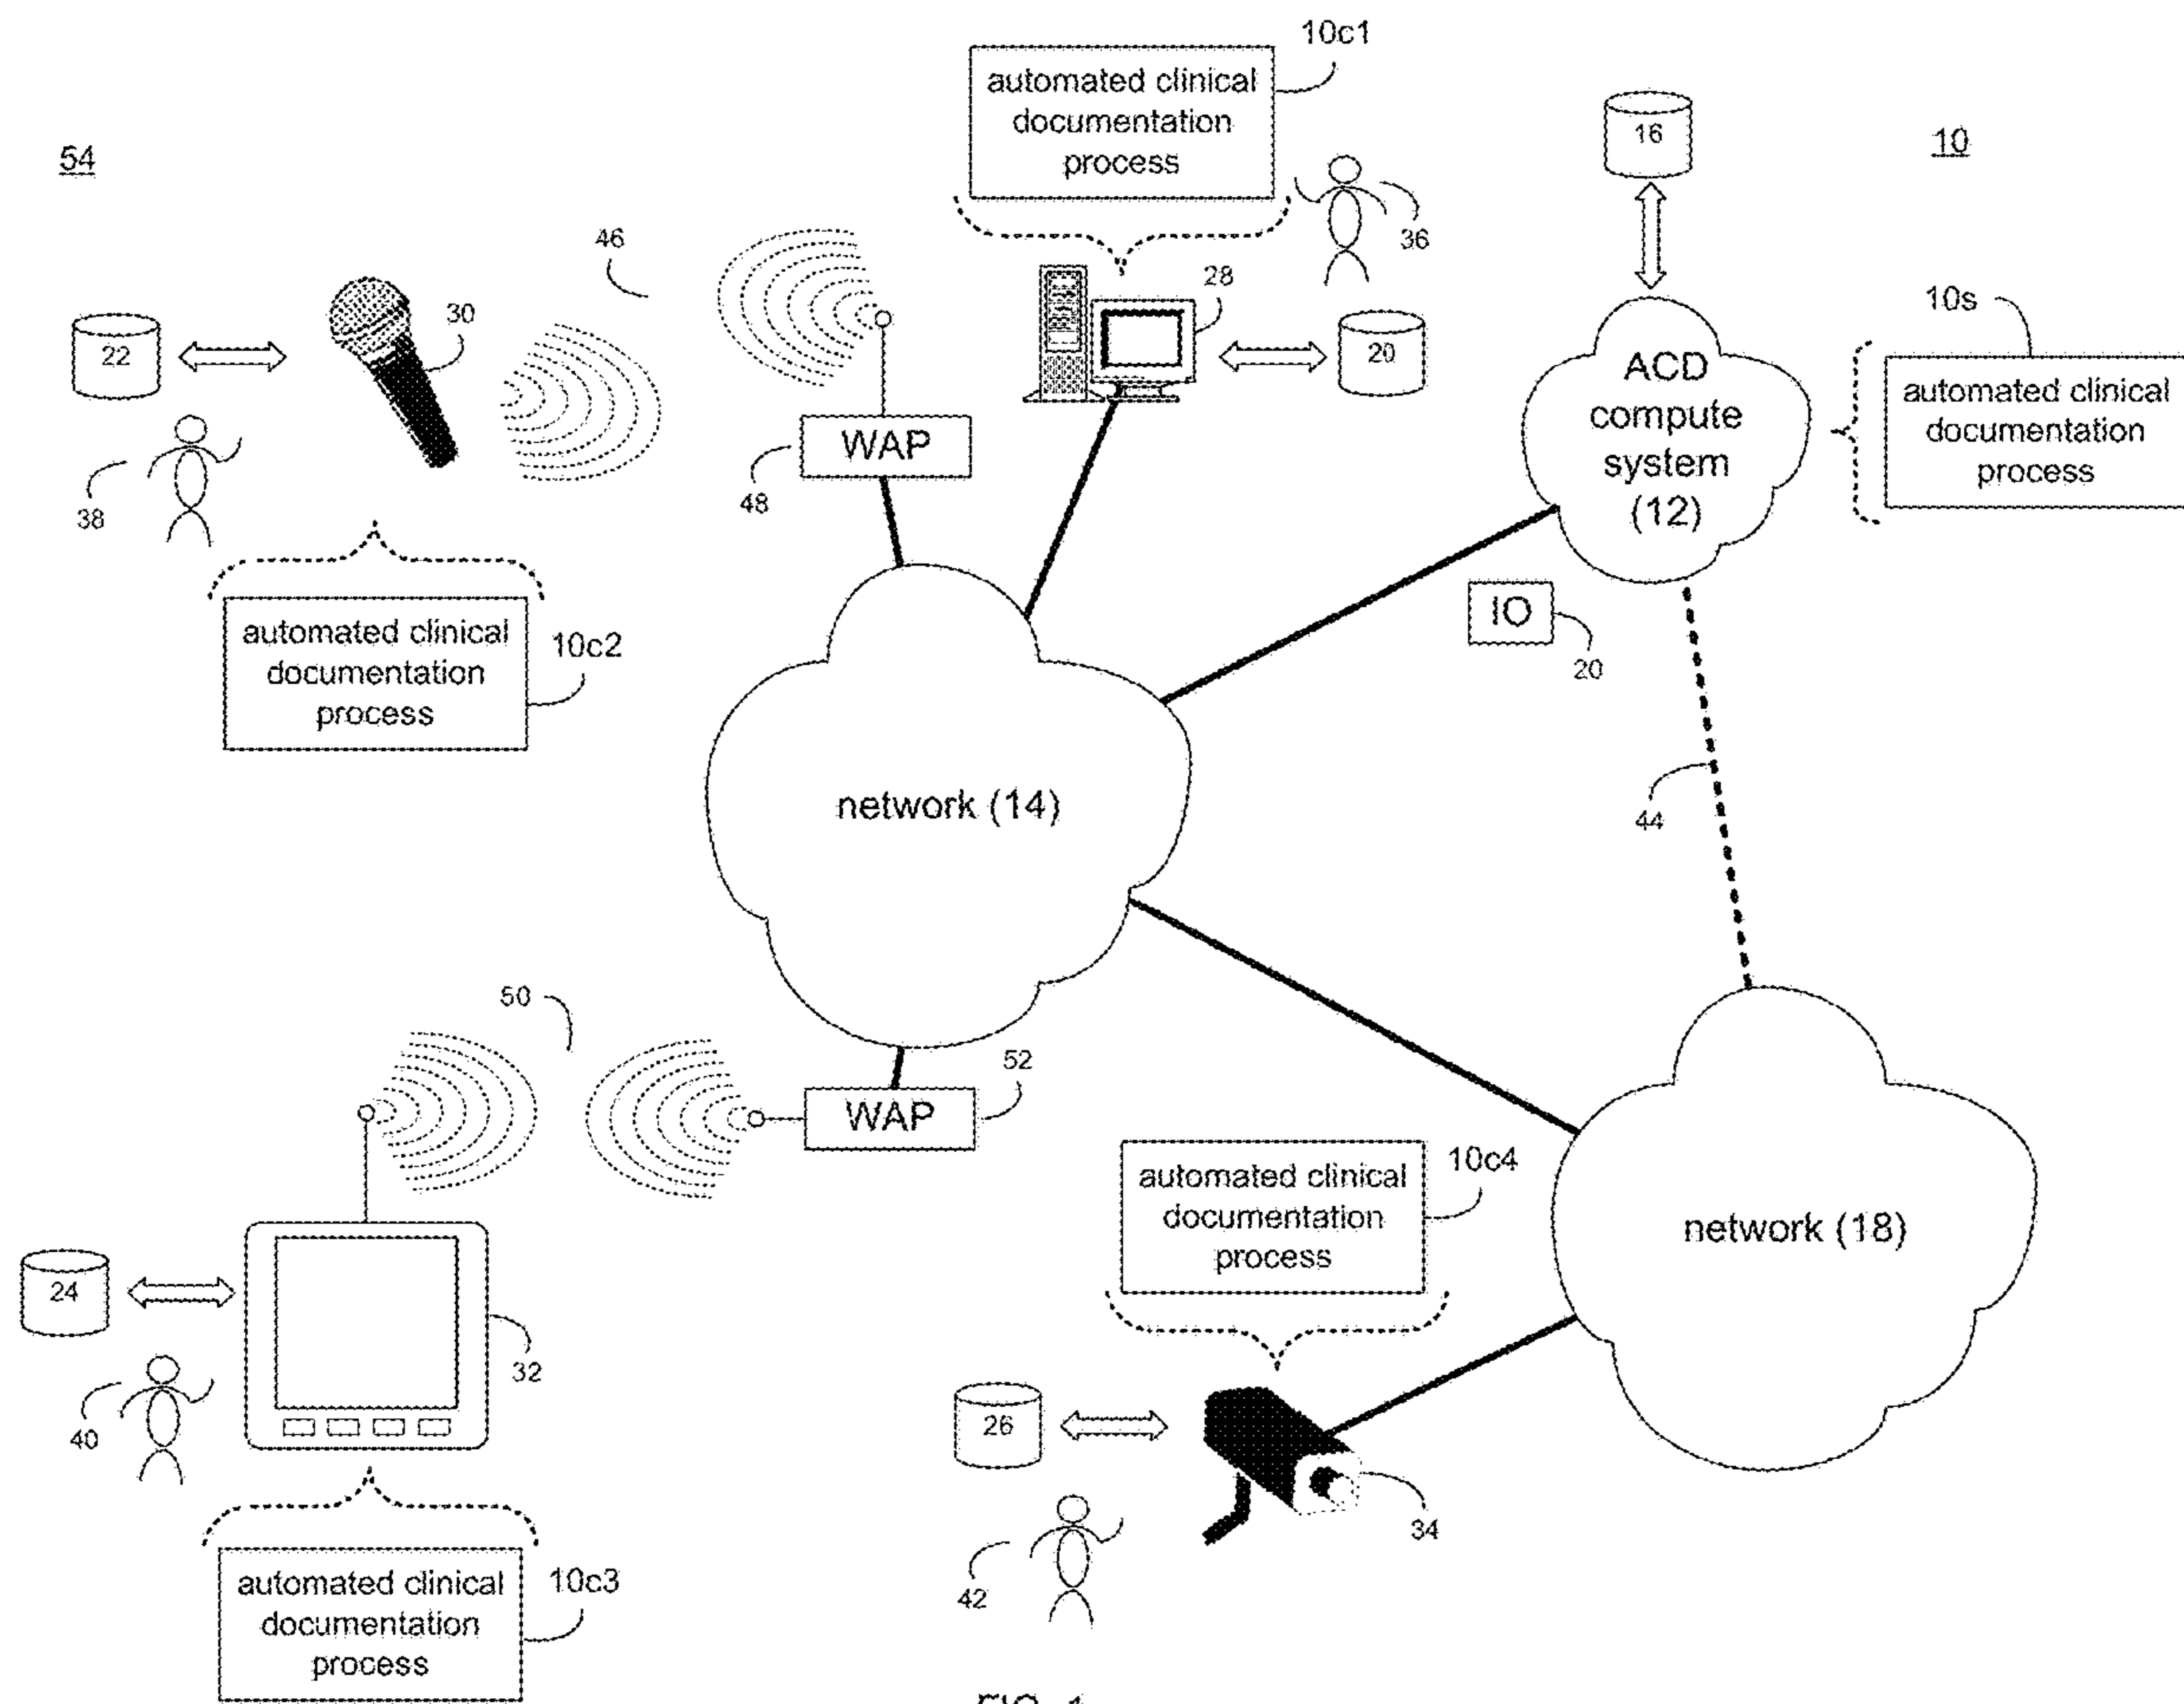 10c1
automated clinical
documentation
process
54
16
10
46
36
30
28
10s
22
20
ACD
compute
system
(12)
automated clinical
documentation
process
WAP
48
38
IO
20
automated clinical
documentation
process
10c2
network (14)
44
50
52
WAP
automated clinical
documentation
process
10c4
network (18)
24
32
40
26
34
42
automated clinical
documentation
process
10c3
FIG. 1